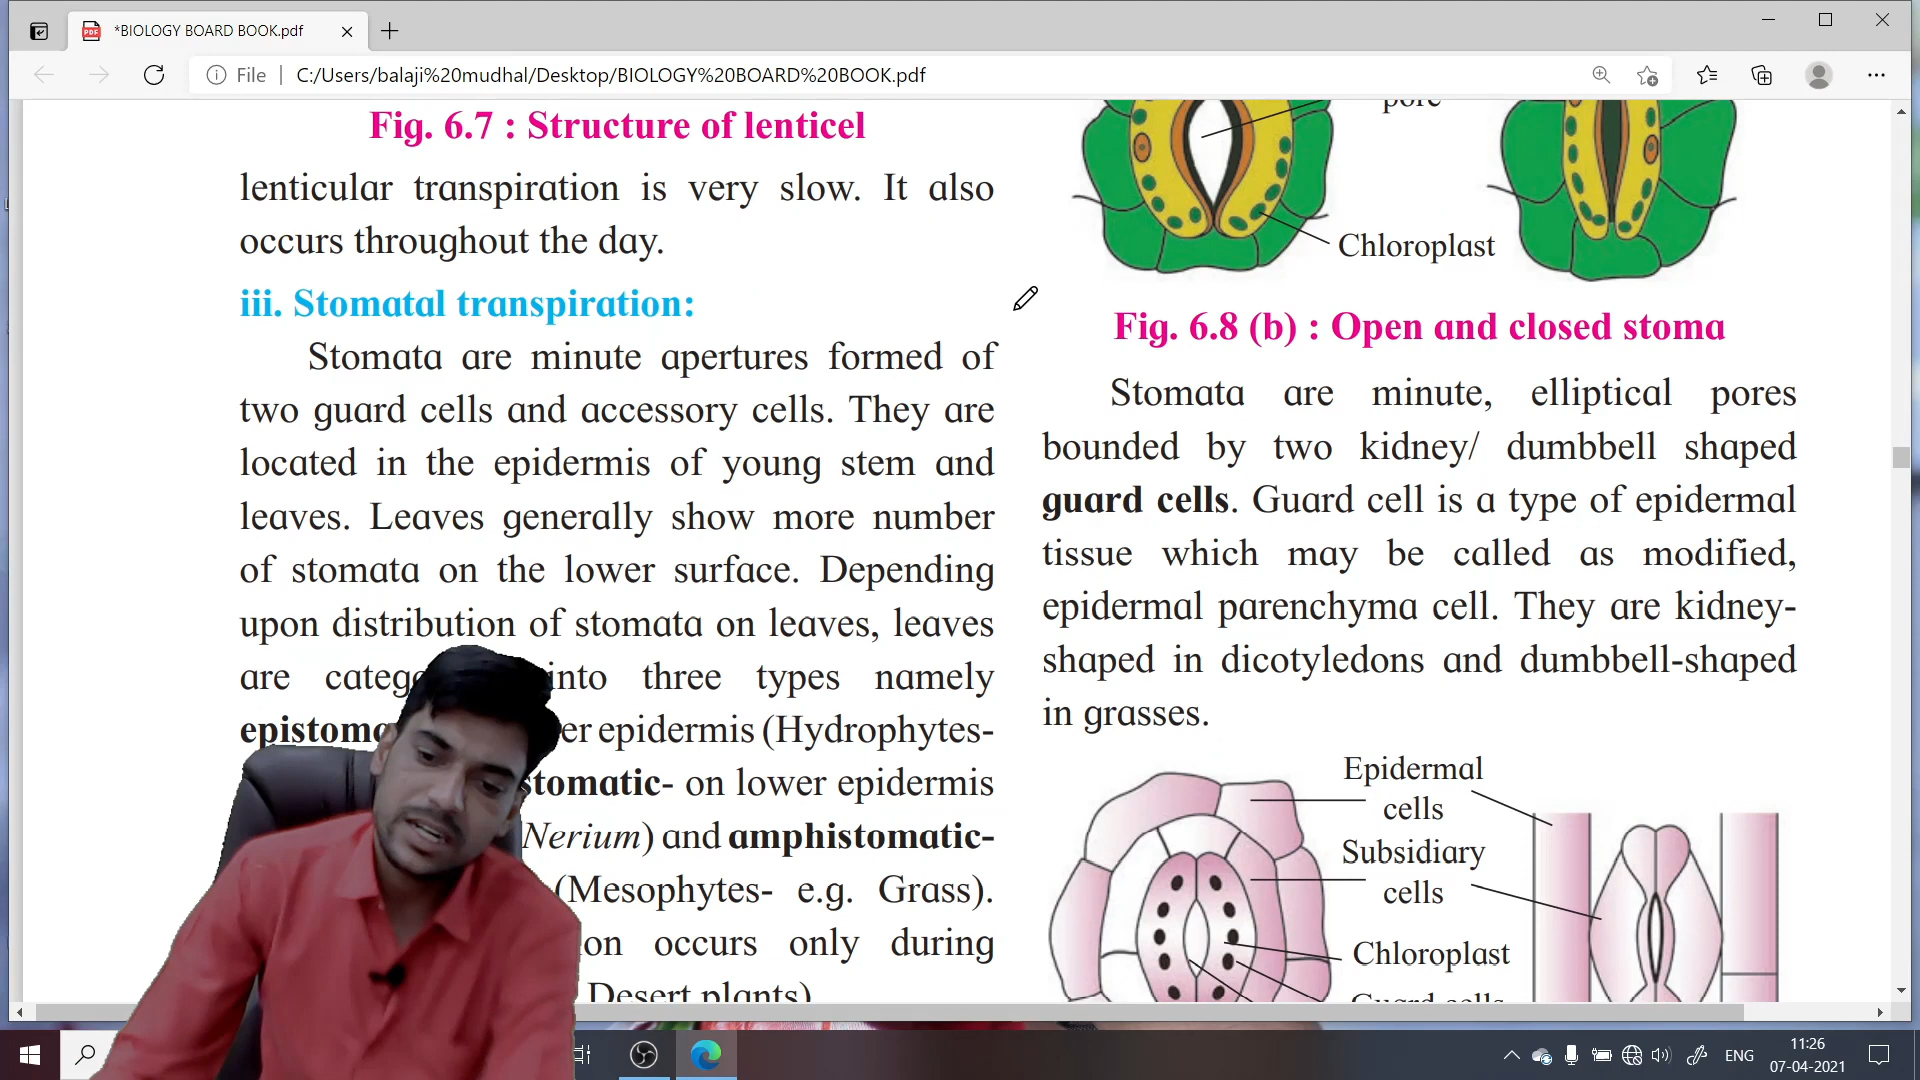 *BIOLOGY BOARD BOOK.pdf
File | C:/Users/balaji%20mudhal/Desktop/BIOLOGY%20BOARD%20BOOK.pdf
Fig. 6.7 : Structure of lenticel
lenticular transpiration is very slow. It also
occurs throughout the day.
iii. Stomatal transpiration:
Stomata are minute apertures formed of
two guard cells and accessory cells. They are
located in the epidermis of young stem and
leaves. Leaves generally show more number
of stomata on the lower surface. Depending
upon distribution of stomata on leaves, leaves
are into three types namely
epidermis (Hydrophytes-
on lower epidermis
Nerium) and amphistomatic-
(Mesophytes- e.g. Grass).
occurs only during
Desert plants)
pore
Chloroplast
Fig. 6.8 (b) : Open and closed stoma
Stomata are minute, elliptical pores
bounded by two kidney/ dumbbell shaped
guard cells. Guard cell is a type of epidermal
tissue which may be called as modified,
epidermal parenchyma cell. They are kidney-
shaped in dicotyledons and dumbbell-shaped
in grasses.
Epidermal
cells
Subsidiary
cells
Chloroplast
Guard cells
ENG
11:26
07-04-2021